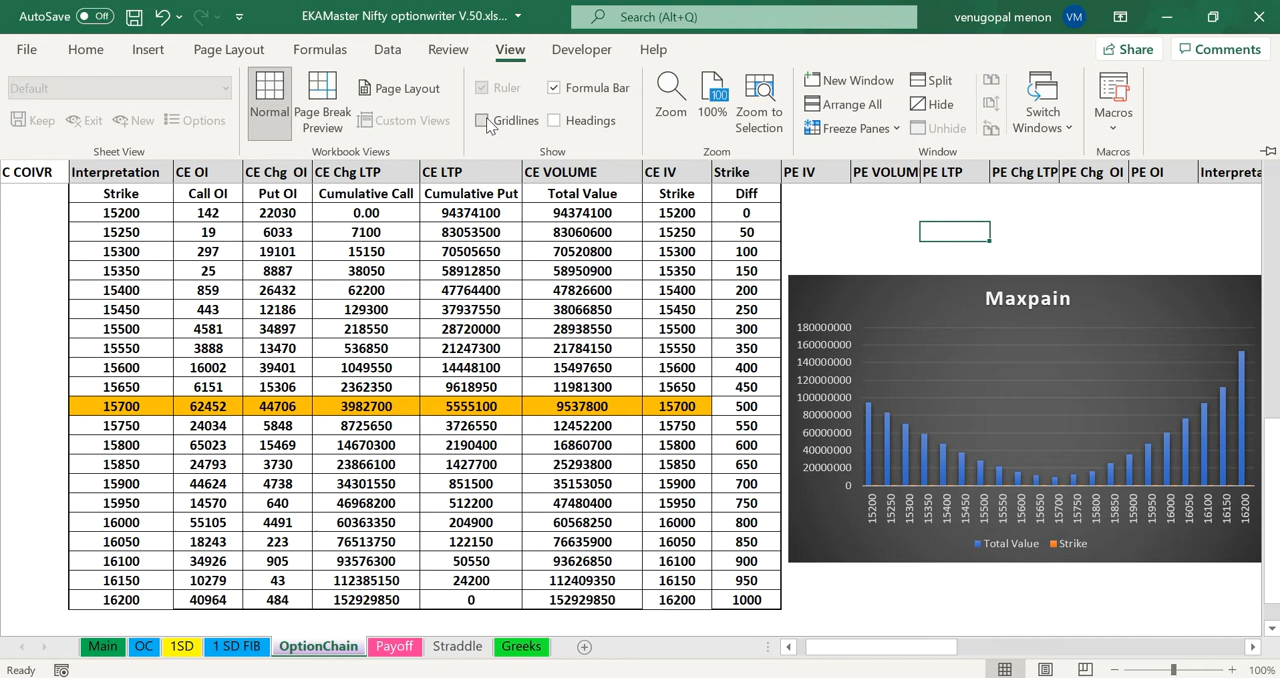 AutoSave Off EKAMaster Nifty optionwriter V.50.xls... Search (Alt+Q) venugopal menon VM
File Home Insert Page Layout Formulas Data Review View Developer Help Share Comments
Default
Keep Exit New Options
Sheet View
Normal
Page Break Preview
Page Layout
Custom Views
Workbook Views
Ruler Formula Bar
Gridlines Headings
Show
Zoom
100 100%
Zoom to Selection
Zoom
New Window Split
Arrange All Hide
Freeze Panes Unhide
Switch Windows
Window
Macros
Macros
C COIVR Interpretation CE OI CE Chg OI CE Chg LTP CE LTP CE VOLUME CE IV Strike PE IV PE VOLUM PE LTP PE Chg LTP PE Chg OI PE OI Interpreta
Strike Call OI Put OI Cumulative Call Cumulative Put Total Value Strike Diff
15200 142 22030 0.00 94374100 94374100 15200 0
15250 19 6033 7100 83053500 83060600 15250 50
15300 297 19101 15150 70505650 70520800 15300 100
15350 25 8887 38050 58912850 58950900 15350 150
15400 859 26432 62200 47764400 47826600 15400 200
15450 443 12186 129300 37937550 38066850 15450 250
15500 4581 34897 218550 28720000 28938550 15500 300
15550 3888 13470 536850 21247300 21784150 15550 350
15600 16002 39401 1049550 14448100 15497650 15600 400
15650 6151 15306 2362350 9618950 11981300 15650 450
15700 62452 44706 3982700 5555100 9537800 15700 500
15750 24034 5848 8725650 3726550 12452200 15750 550
15800 65023 15469 14670300 2190400 16860700 15800 600
15850 24793 3730 23866100 1427700 25293800 15850 650
15900 44624 4738 34301550 851500 35153050 15900 700
15950 14570 640 46968200 512200 47480400 15950 750
16000 55105 4491 60363350 204900 60568250 16000 800
16050 18243 223 76513750 122150 76635900 16050 850
16100 34926 905 93576300 50550 93626850 16100 900
16150 10279 43 112385150 24200 112409350 16150 950
16200 40964 484 152929850 0 152929850 16200 1000
Maxpain
180000000
160000000
140000000
120000000
100000000
80000000
60000000
40000000
20000000
0
15200 15250 15300 15350 15400 15450 15500 15550 15600 15650 15700 15750 15800 15850 15900 15950 16000 16050 16100 16150 16200
Total Value Strike
Main OC 1SD 1 SD FIB OptionChain Payoff Straddle Greeks
Ready 100%